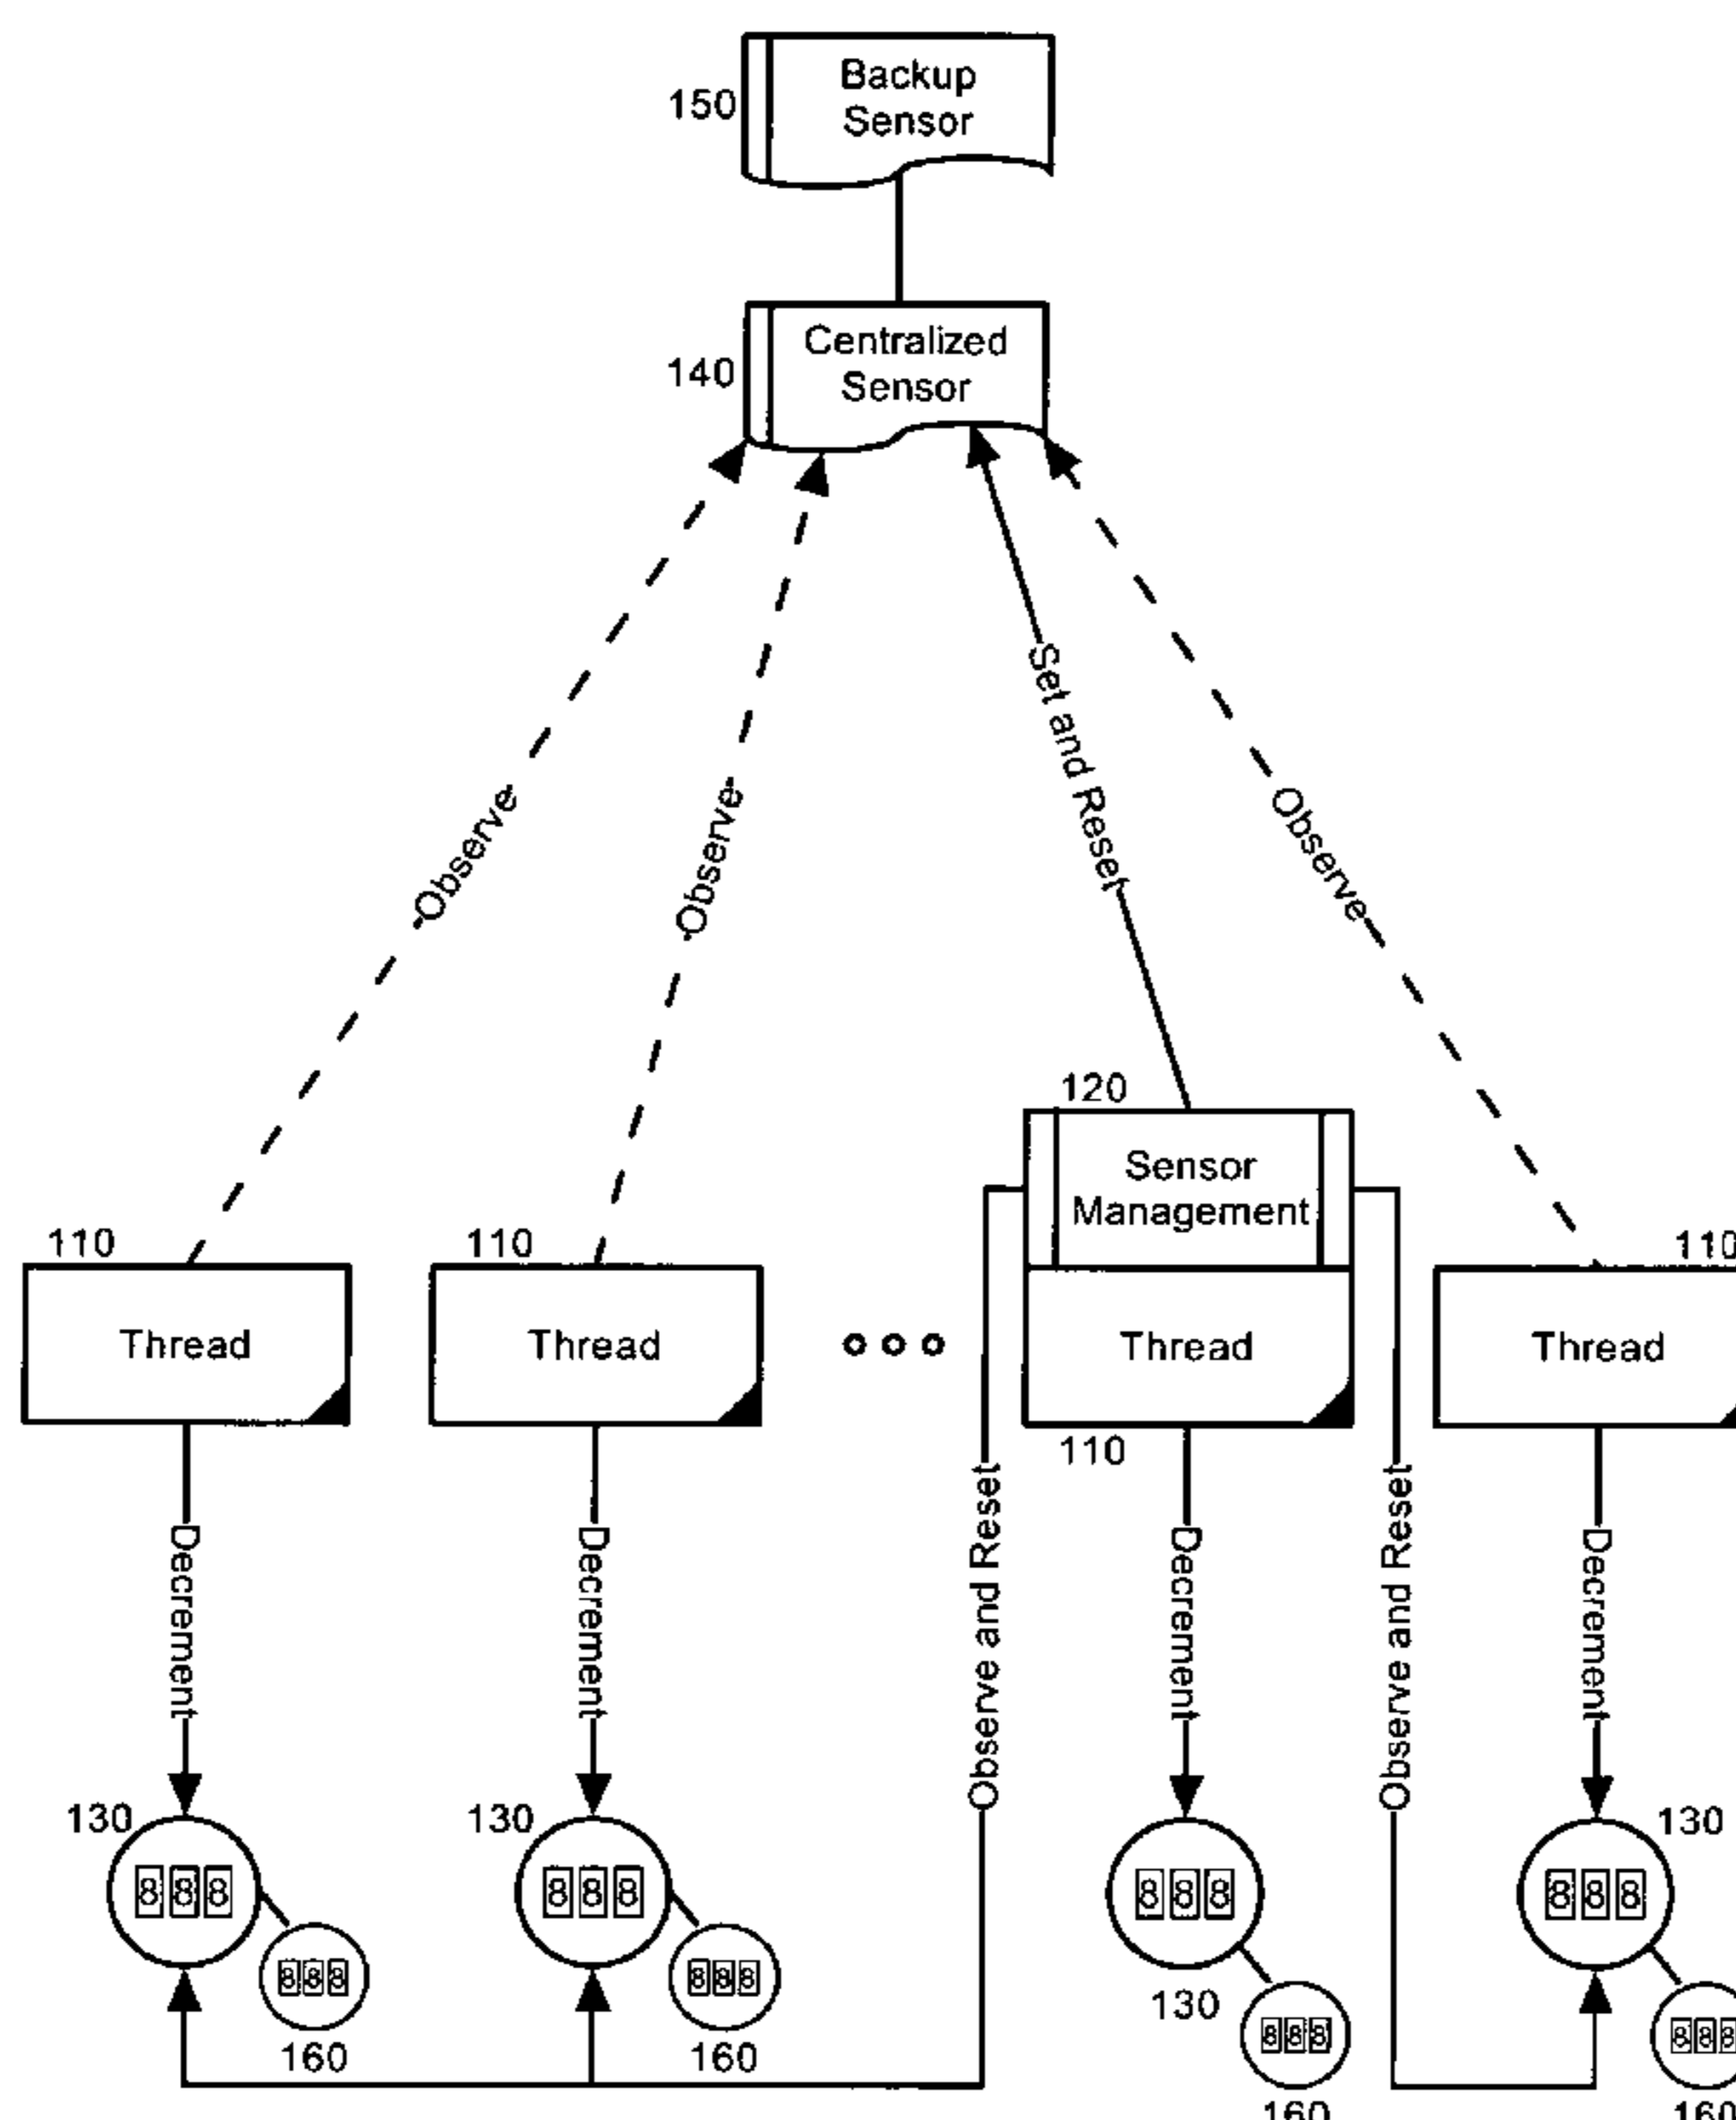 150
Backup
Sensor
140
Centralized
Sensor
Observe
Observe
Set and Reset
Observe
120
Sensor
Management
110
110
110
Thread
Thread
Thread
Thread
110
Decrement
Decrement
Observe and Reset
Decrement
Observe and Reset
Decrement
130
130
130
888
888
888
888
888
888
130
888
888
160
160
160
160